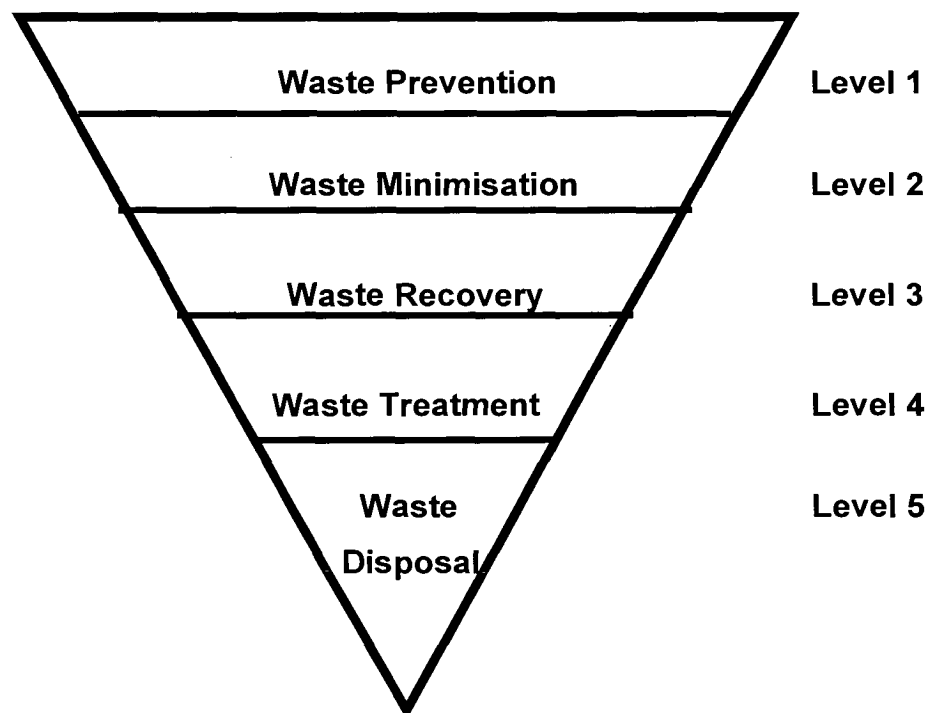 Waste Prevention Level 1
Waste Minimisation Level 2
Waste Recovery Level 3
Waste Treatment Level 4
Waste Level 5
Disposal